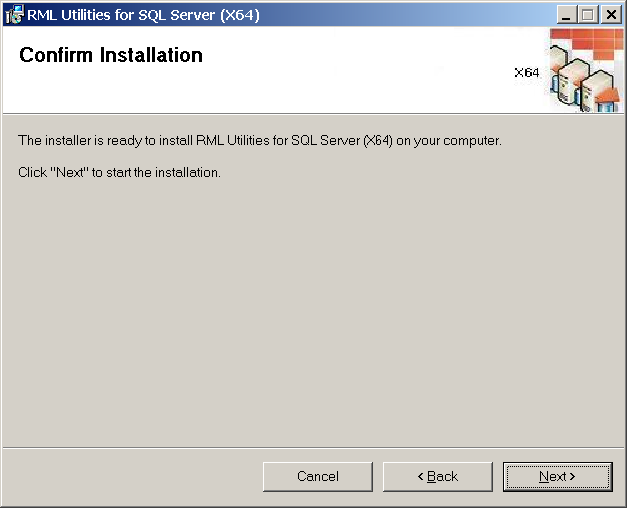 RML Utilities for SQL Server (X64)
Confirm Installation
X64
The installer is ready to install RML Utilities for SQL Server (X64) on your computer.
Click "Next" to start the installation.
Cancel
< Back
Next >